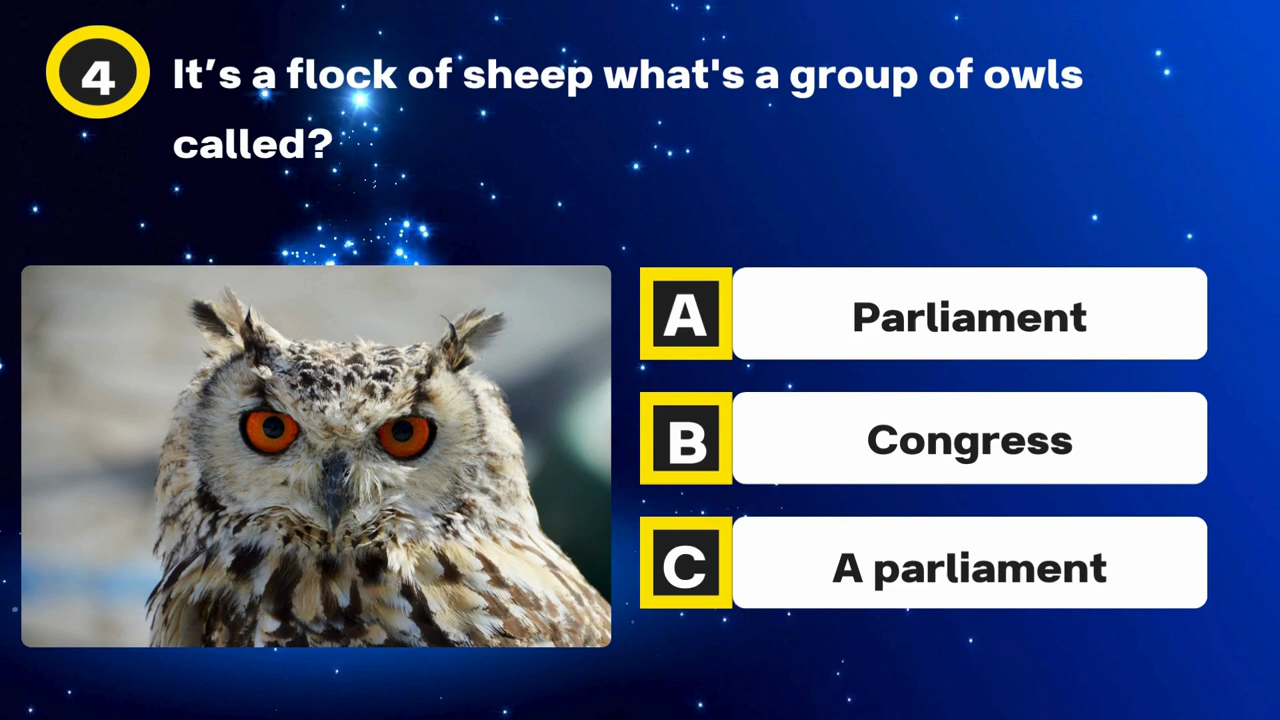 4
It’s a flock of sheep what's a group of owls
called?
A
Parliament
B
Congress
C
A parliament